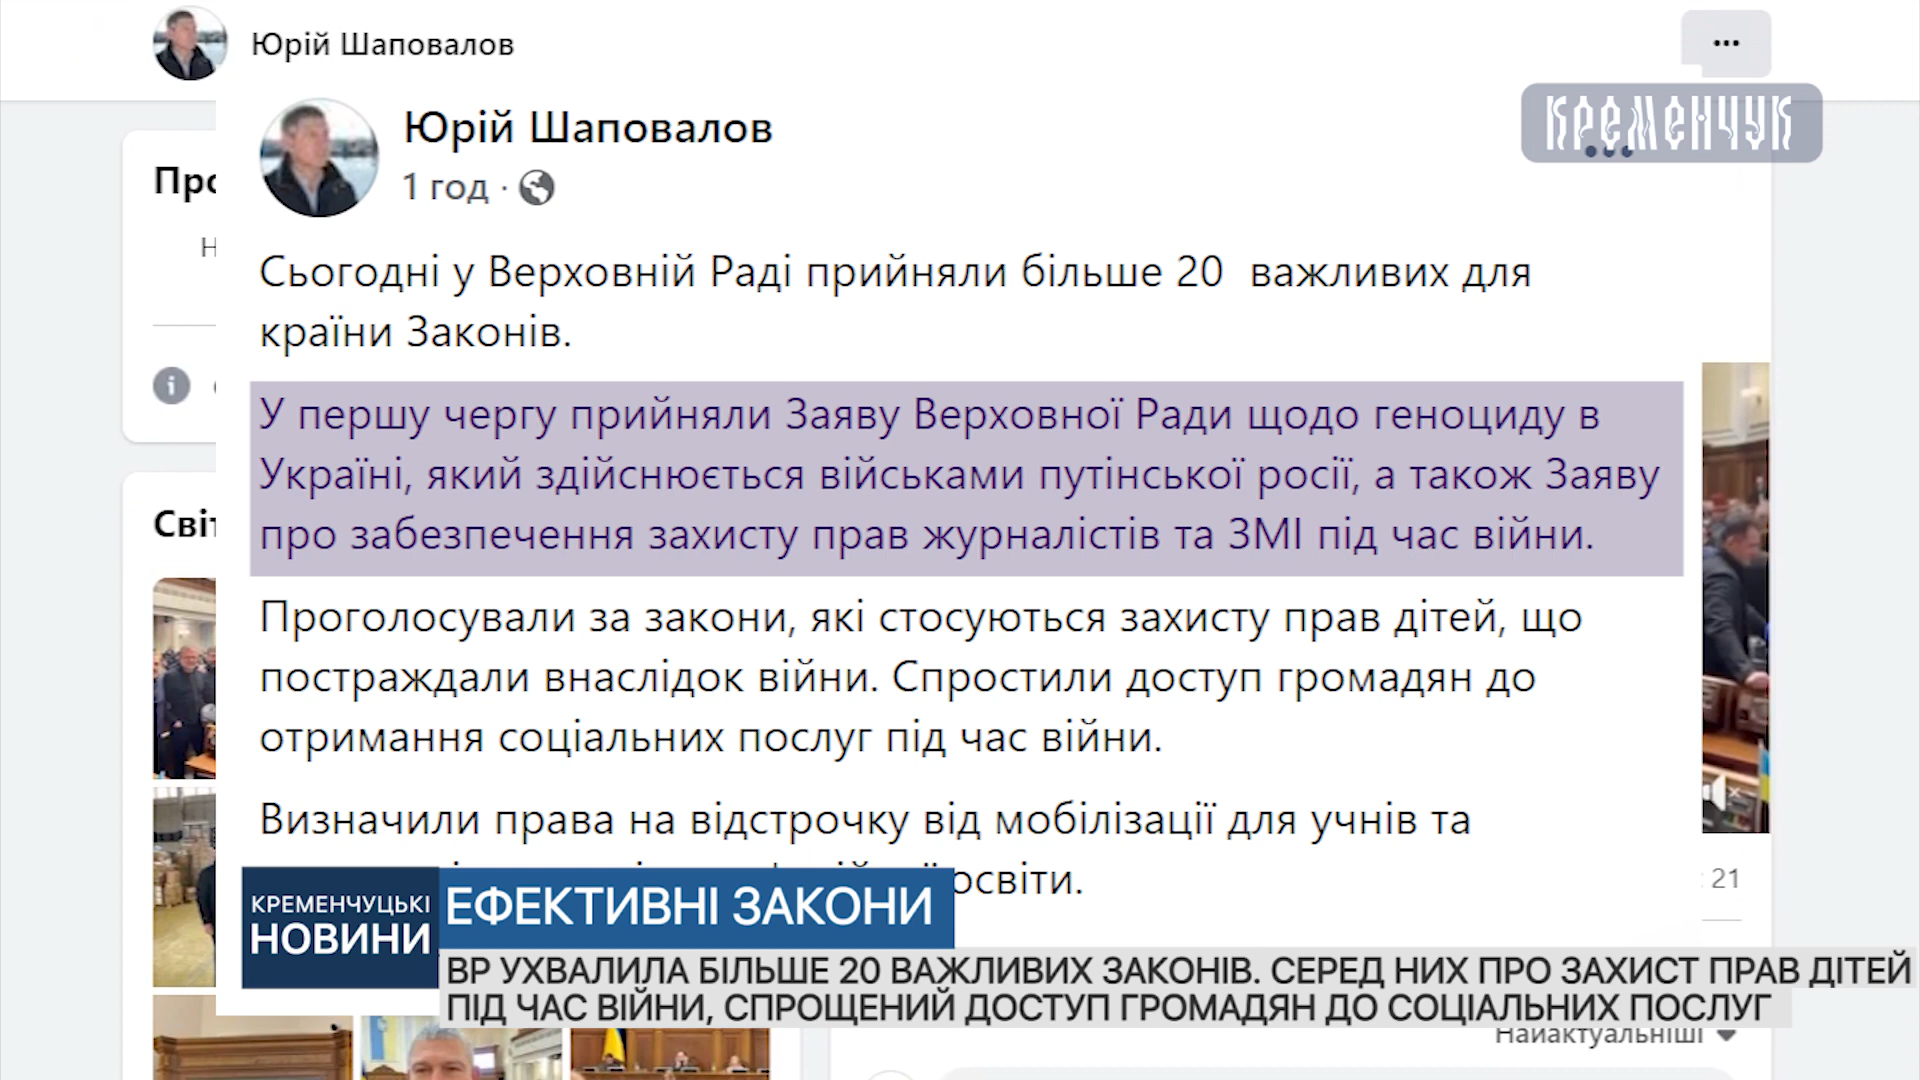 Юрій Шаповалов
...
КРЕМЕНЧУК
Юрій Шаповалов
1 год ·
Сьогодні у Верховній Раді прийняли більше 20 важливих для
країни Законів.
У першу чергу прийняли Заяву Верховної Ради щодо геноциду в
Україні, який здійснюється військами путінської росії, а також Заяву
про забезпечення захисту прав журналістів та ЗМІ під час війни.
Проголосували за закони, які стосуються захисту прав дітей, що
постраждали внаслідок війни. Спростили доступ громадян до
отримання соціальних послуг під час війни.
Визначили права на відстрочку від мобілізації для учнів та
освіти.
21
КРЕМЕНЧУЦЬКІ
НОВИНИ
ЕФЕКТИВНІ ЗАКОНИ
ВР УХВАЛИЛА БІЛЬШЕ 20 ВАЖЛИВИХ ЗАКОНІВ. СЕРЕД НИХ ПРО ЗАХИСТ ПРАВ ДІТЕЙ
ПІД ЧАС ВІЙНИ, СПРОЩЕНИЙ ДОСТУП ГРОМАДЯН ДО СОЦІАЛЬНИХ ПОСЛУГ
Найактуальніші